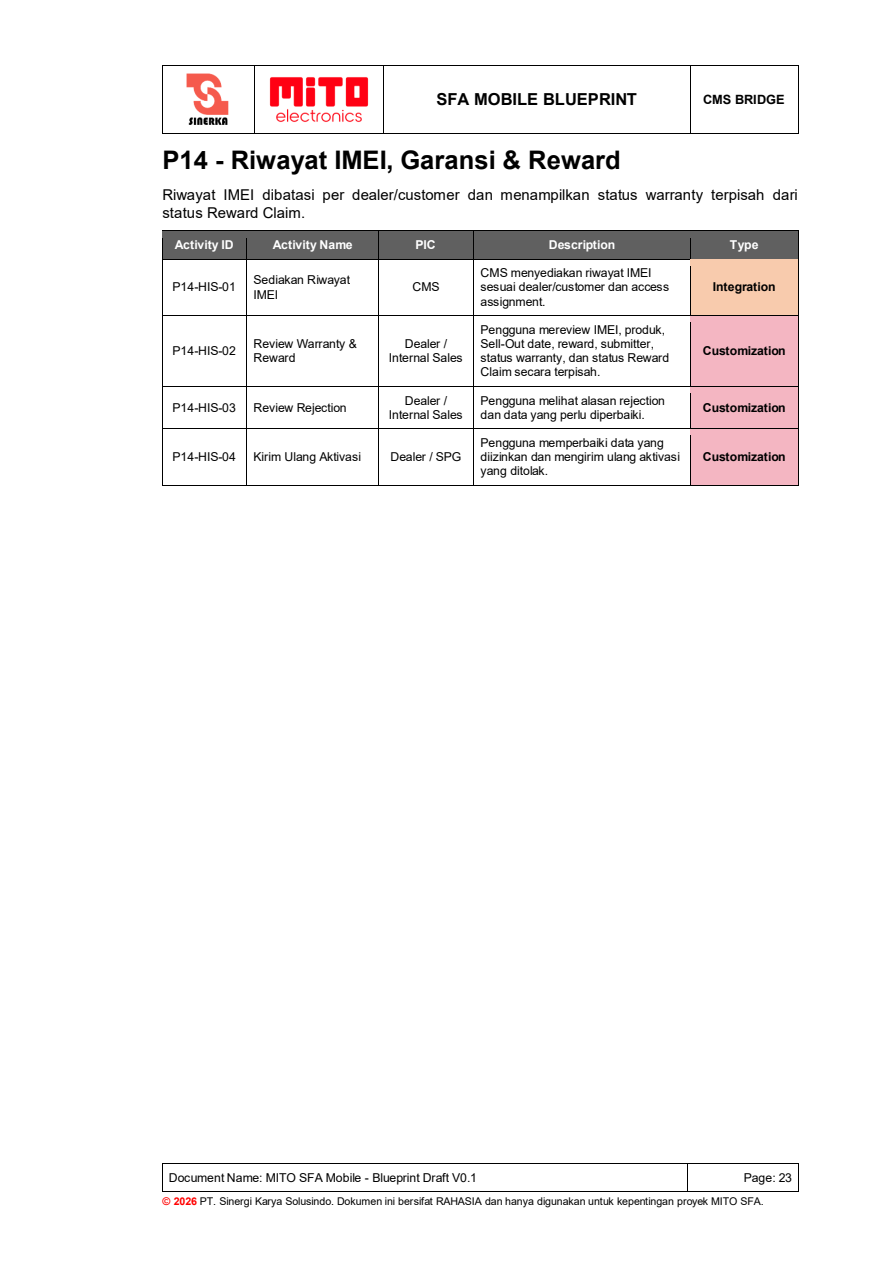 SINERKA
MiTO
electronics
SFA MOBILE BLUEPRINT
CMS BRIDGE
P14 - Riwayat IMEI, Garansi & Reward
Riwayat IMEI dibatasi per dealer/customer dan menampilkan status warranty terpisah dari
status Reward Claim.
Activity ID Activity Name PIC Description Type
P14-HIS-01
Sediakan Riwayat
IMEI
CMS
CMS menyediakan riwayat IMEI
sesuai dealer/customer dan access
assignment.
Integration
P14-HIS-02
Review Warranty &
Reward
Dealer /
Internal Sales
Pengguna mereview IMEI, produk,
Sell-Out date, reward, submitter,
status warranty, dan status Reward
Claim secara terpisah.
Customization
P14-HIS-03
Review Rejection
Dealer /
Internal Sales
Pengguna melihat alasan rejection
dan data yang perlu diperbaiki.
Customization
P14-HIS-04
Kirim Ulang Aktivasi
Dealer / SPG
Pengguna memperbaiki data yang
diizinkan dan mengirim ulang aktivasi
yang ditolak.
Customization
Document Name: MITO SFA Mobile - Blueprint Draft V0.1
Page: 23
© 2026 PT. Sinergi Karya Solusindo. Dokumen ini bersifat RAHASIA dan hanya digunakan untuk kepentingan proyek MITO SFA.